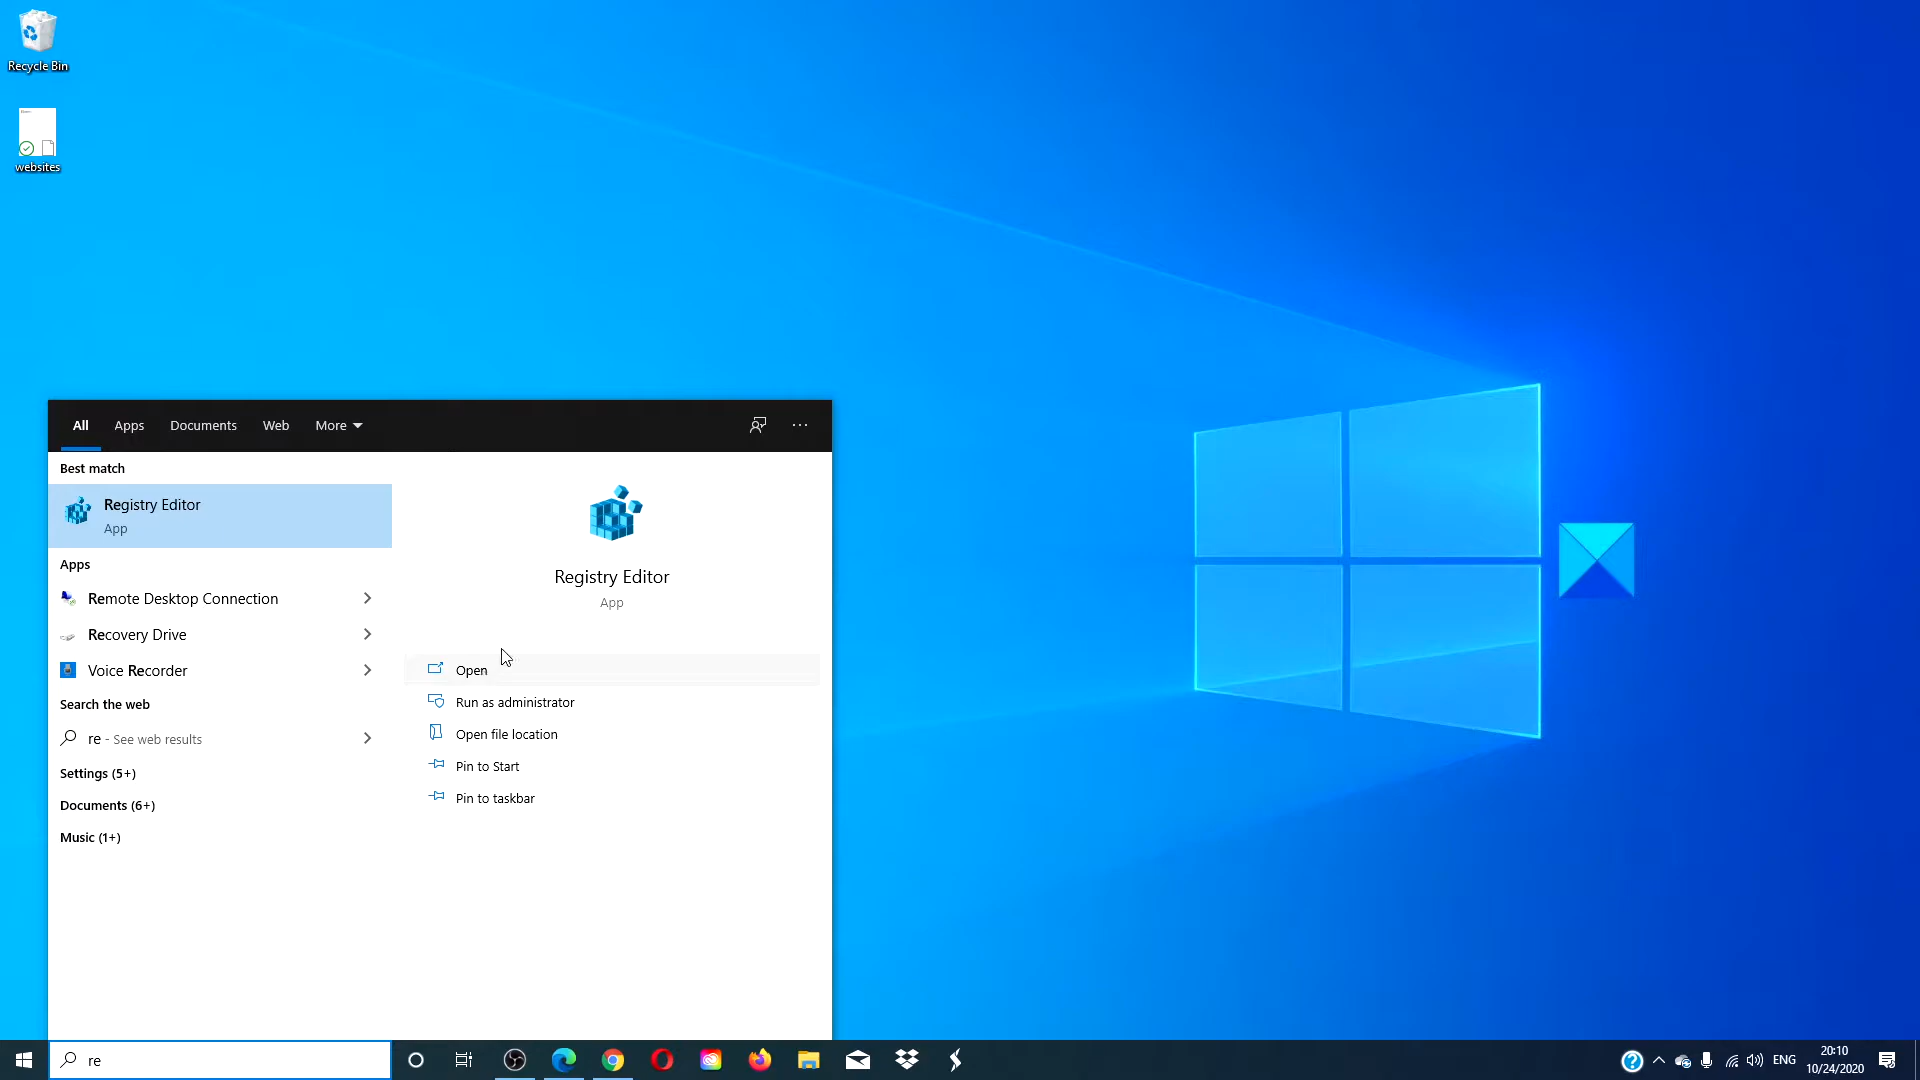 Recycle Bin
websites
All
Apps
Documents
Web
More
Best match
Registry Editor
App
Apps
Remote Desktop Connection
Recovery Drive
Voice Recorder
Search the web
re - See web results
Settings (5+)
Documents (6+)
Music (1+)
Registry Editor
App
Open
Run as administrator
Open file location
Pin to Start
Pin to taskbar
re
ENG
20:10
10/24/2020